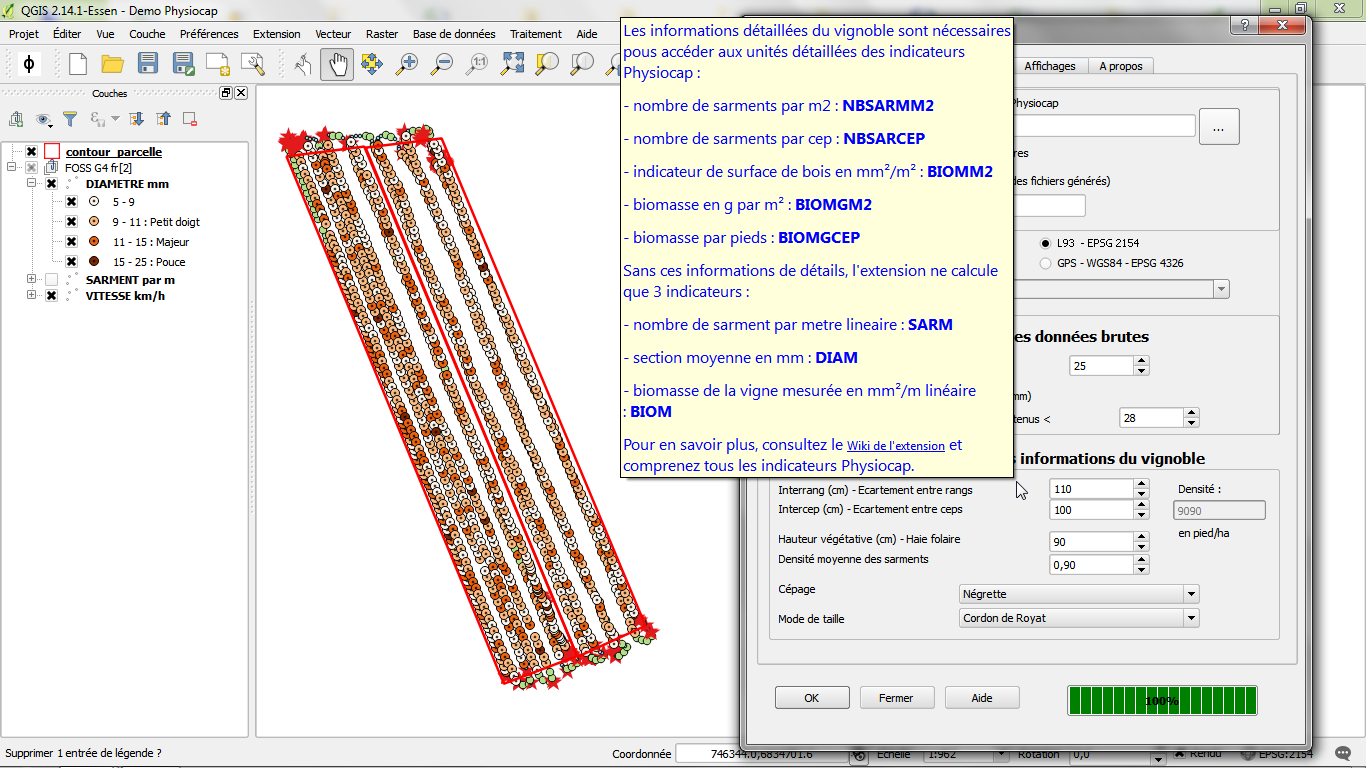 QGIS 2.14.1-Essen - Demo Physiocap
Projet Éditer Vue Couche Préférences Extension Vecteur Raster Base de données Traitement Aide
Couches
contour_parcelle
FOSS G4 fr[2]
DIAMETRE mm
5 - 9
9 - 11 : Petit doigt
11 - 15 : Majeur
15 - 25 : Pouce
SARMENT par m
VITESSE km/h
Les informations détaillées du vignoble sont nécessaires
pous accéder aux unités détaillées des indicateurs
Physiocap :
- nombre de sarments par m2 : NBSARMM2
- nombre de sarments par cep : NBSARCEP
- indicateur de surface de bois en mm²/m² : BIOMM2
- biomasse en g par m² : BIOMGM2
- biomasse par pieds : BIOMGCEP
Sans ces informations de détails, l'extension ne calcule
que 3 indicateurs :
- nombre de sarment par metre lineaire : SARM
- section moyenne en mm : DIAM
- biomasse de la vigne mesurée en mm²/m linéaire
: BIOM
Pour en savoir plus, consultez le Wiki de l'extension et
comprenez tous les indicateurs Physiocap.
Affichages A propos
Physiocap
...
res
des fichiers générés)
L93 - EPSG 2154
GPS - WGS84 - EPSG 4326
es données brutes
25
mm)
tenus < 28
s informations du vignoble
Interrang (cm) - Ecartement entre rangs 110 Densité :
Intercep (cm) - Ecartement entre ceps 100 9090
en pied/ha
Hauteur végétative (cm) - Haie folaire 90
Densité moyenne des sarments 0,90
Cépage Négrette
Mode de taille Cordon de Royat
OK Fermer Aide 100%
Supprimer 1 entrée de légende ? Coordonnée 746344.0,6834701.6 Echelle 1:962 Rotation 0,0 Rendu EPSG:2154